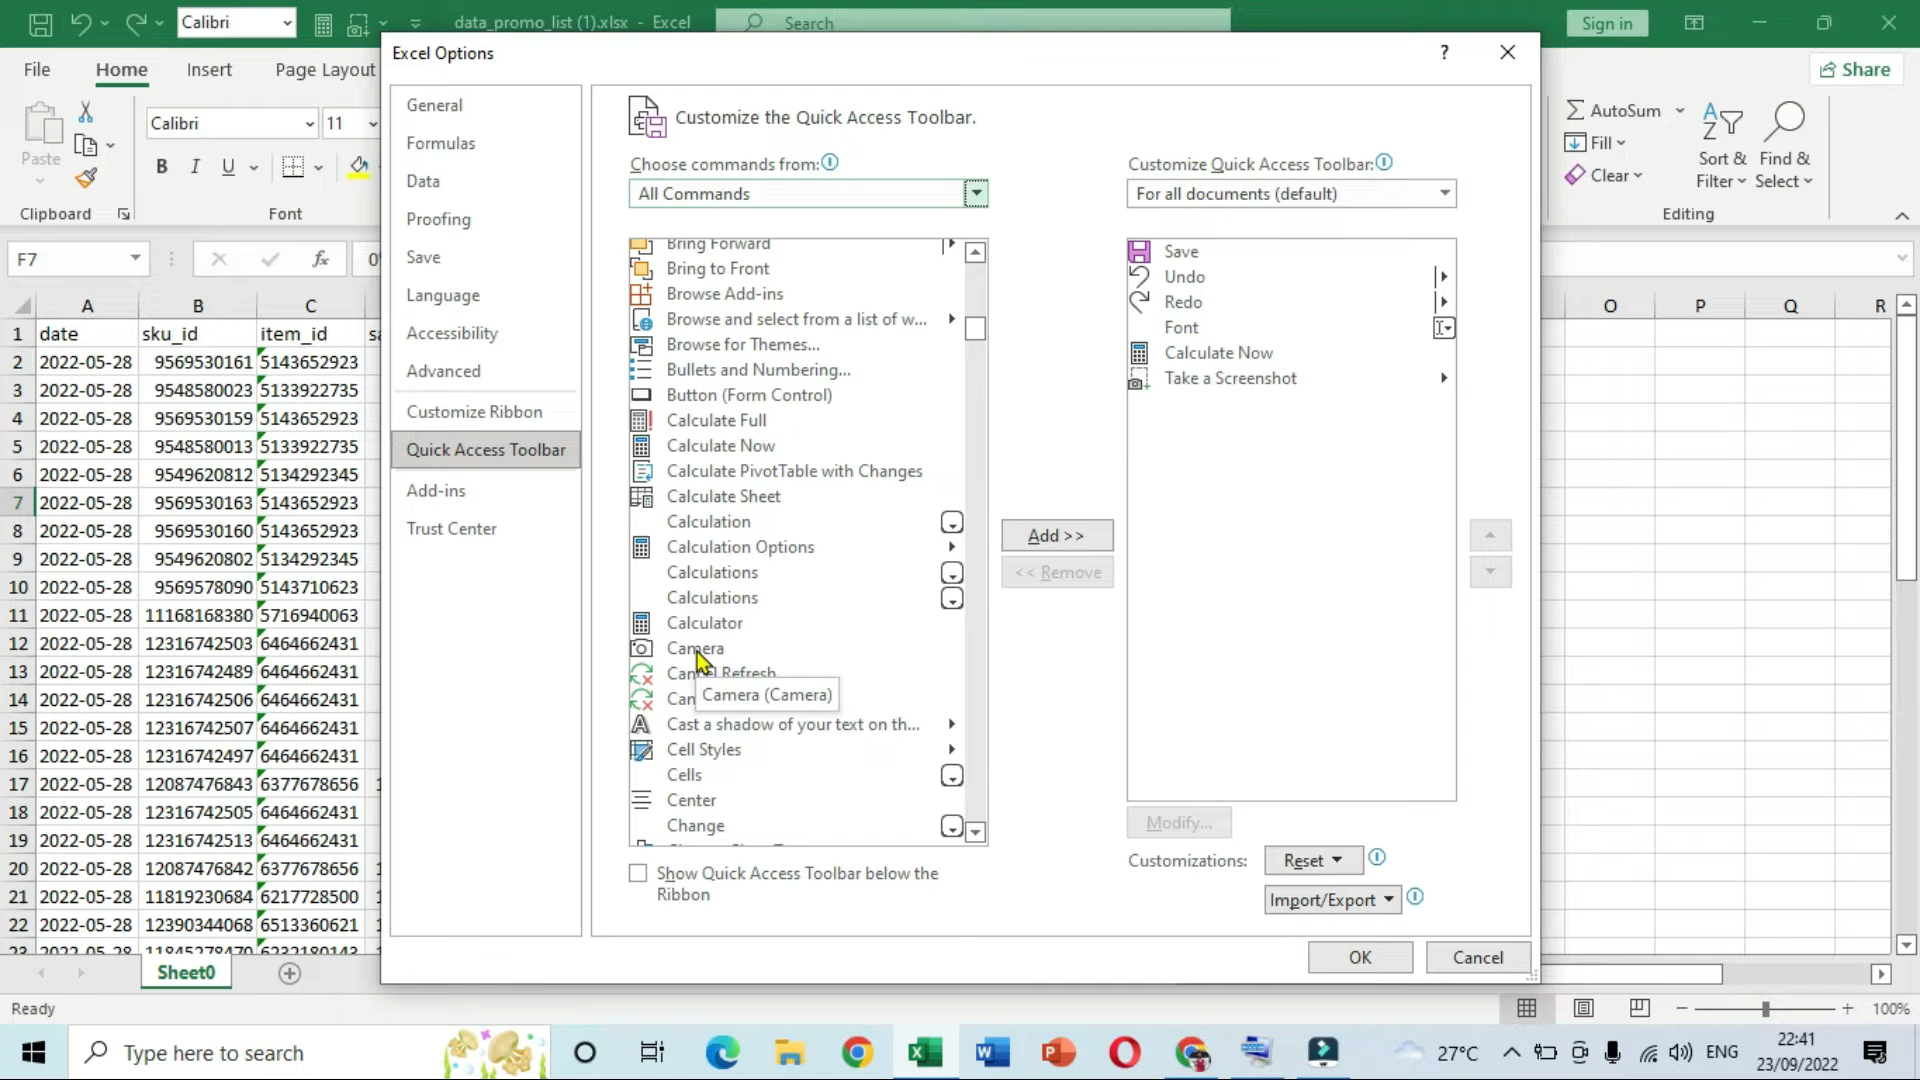 Calibri
data_promo_list (1).xlsx - Excel
Search
Sign in
File
Home
Insert
Page Layout
Share
Paste
Calibri
11
B
I
U
Clipboard
Font
AutoSum
Fill
Clear
Sort & Filter
Find & Select
Editing
F7
fx
A B C
O P Q R
1 date sku_id item_id
2 2022-05-28 9569530161 5143652923
3 2022-05-28 9548580023 5133922735
4 2022-05-28 9569530159 5143652923
5 2022-05-28 9548580013 5133922735
6 2022-05-28 9549620812 5134292345
7 2022-05-28 9569530163 5143652923
8 2022-05-28 9569530160 5143652923
9 2022-05-28 9549620802 5134292345
10 2022-05-28 9569578090 5143710623
11 2022-05-28 11168168380 5716940063
12 2022-05-28 12316742503 6464662431
13 2022-05-28 12316742489 6464662431
14 2022-05-28 12316742506 6464662431
15 2022-05-28 12316742507 6464662431
16 2022-05-28 12316742497 6464662431
17 2022-05-28 12087476843 6377678656
18 2022-05-28 12316742505 6464662431
19 2022-05-28 12316742513 6464662431
20 2022-05-28 12087476842 6377678656
21 2022-05-28 11819230684 6217728500
22 2022-05-28 12390344068 6513360621
23 2022-05-28 11845278470 6232180143
Sheet0
Ready
100%
Excel Options
?
General
Formulas
Data
Proofing
Save
Language
Accessibility
Advanced
Customize Ribbon
Quick Access Toolbar
Add-ins
Trust Center
Customize the Quick Access Toolbar.
Choose commands from:
All Commands
Bring Forward
Bring to Front
Browse Add-ins
Browse and select from a list of w...
Browse for Themes...
Bullets and Numbering...
Button (Form Control)
Calculate Full
Calculate Now
Calculate PivotTable with Changes
Calculate Sheet
Calculation
Calculation Options
Calculations
Calculations
Calculator
Camera
Cancel Refresh
Camera (Camera)
Cast a shadow of your text on th...
Cell Styles
Cells
Center
Change
Show Quick Access Toolbar below the
Ribbon
Add >>
<< Remove
Customize Quick Access Toolbar:
For all documents (default)
Save
Undo
Redo
Font
Calculate Now
Take a Screenshot
Modify...
Customizations:
Reset
Import/Export
OK
Cancel
Type here to search
27°C
ENG
22:41
23/09/2022